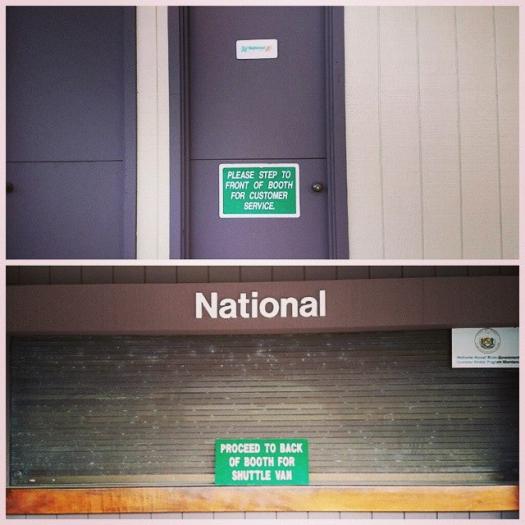 PLEASE STEP TO
FRONT OF BOOTH
FOR CUSTOMER
SERVICE.
National
PROCEED TO BACK
OF BOOTH FOR
SHUTTLE VAN